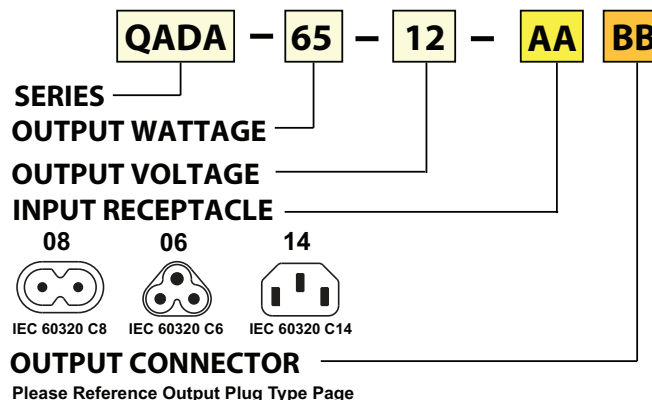 QADA - 65 - 12 - AA BB
SERIES
OUTPUT WATTAGE
OUTPUT VOLTAGE
INPUT RECEPTACLE
08 06 14
IEC 60320 C8 IEC 60320 C6 IEC 60320 C14
OUTPUT CONNECTOR
Please Reference Output Plug Type Page